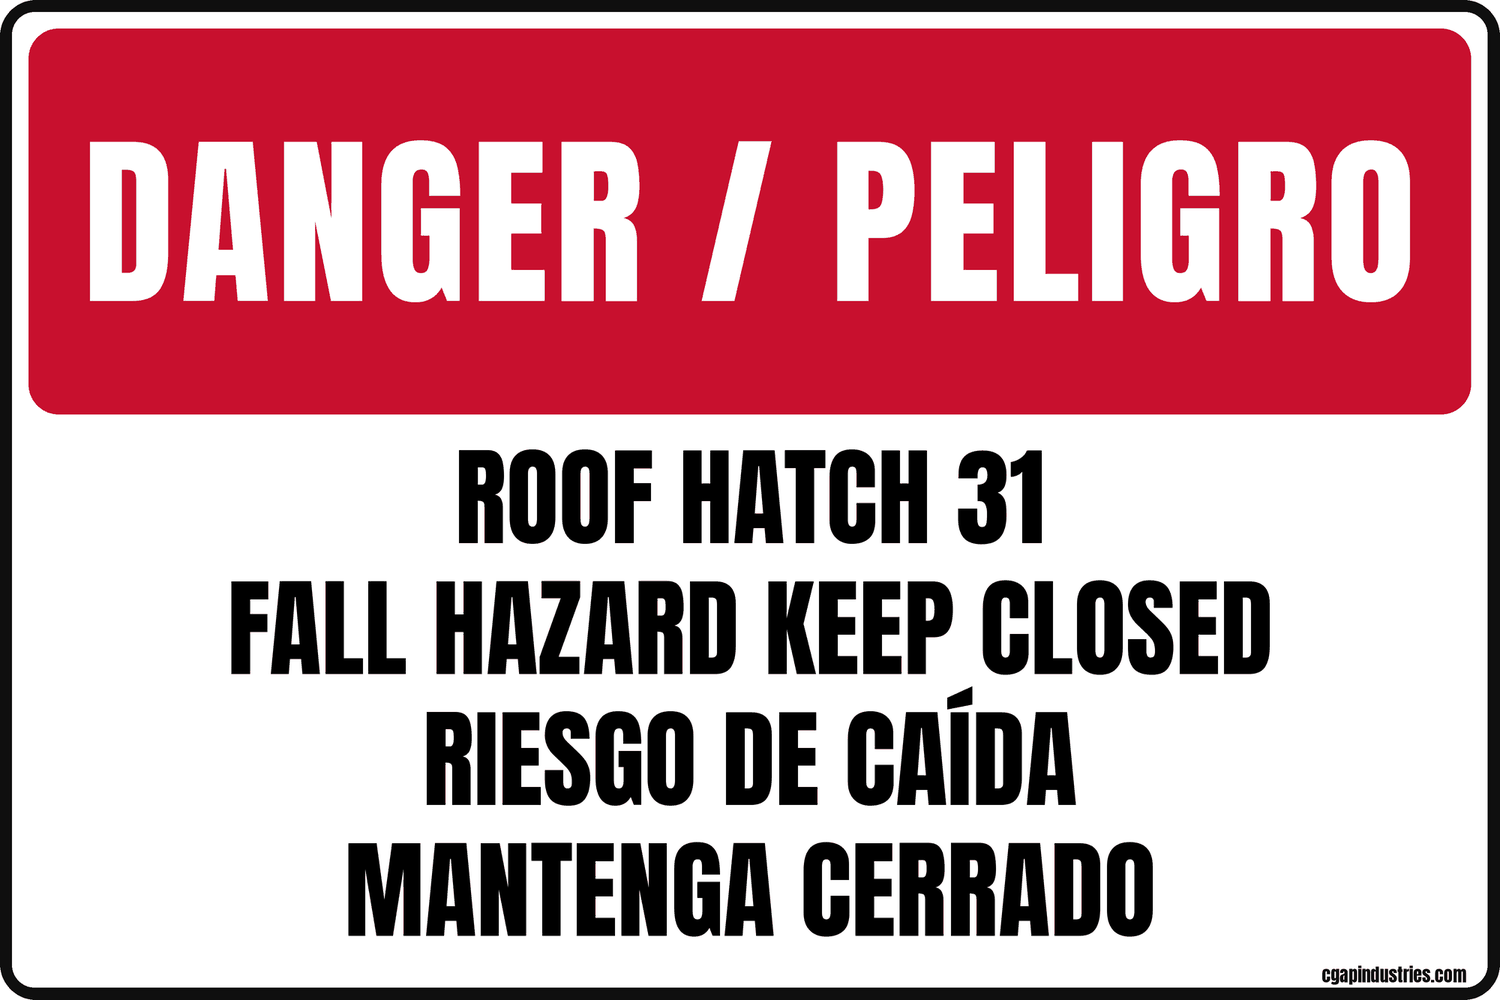 DANGER / PELIGRO
ROOF HATCH 31
FALL HAZARD KEEP CLOSED
RIESGO DE CAÍDA
MANTENGA CERRADO
cgapindustries.com